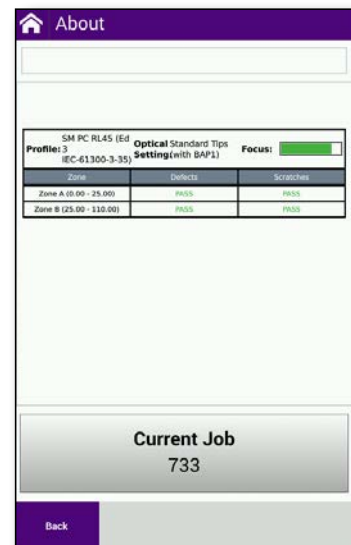 About
SM PC RL45 (Ed
Profile: 3
IEC-61300-3-35)
Optical Standard Tips
Setting(with BAP1)
Focus:
Zone Defects Scratches
Zone A (0.00 - 25.00) PASS PASS
Zone B (25.00 - 110.00) PASS PASS
Current Job
733
Back